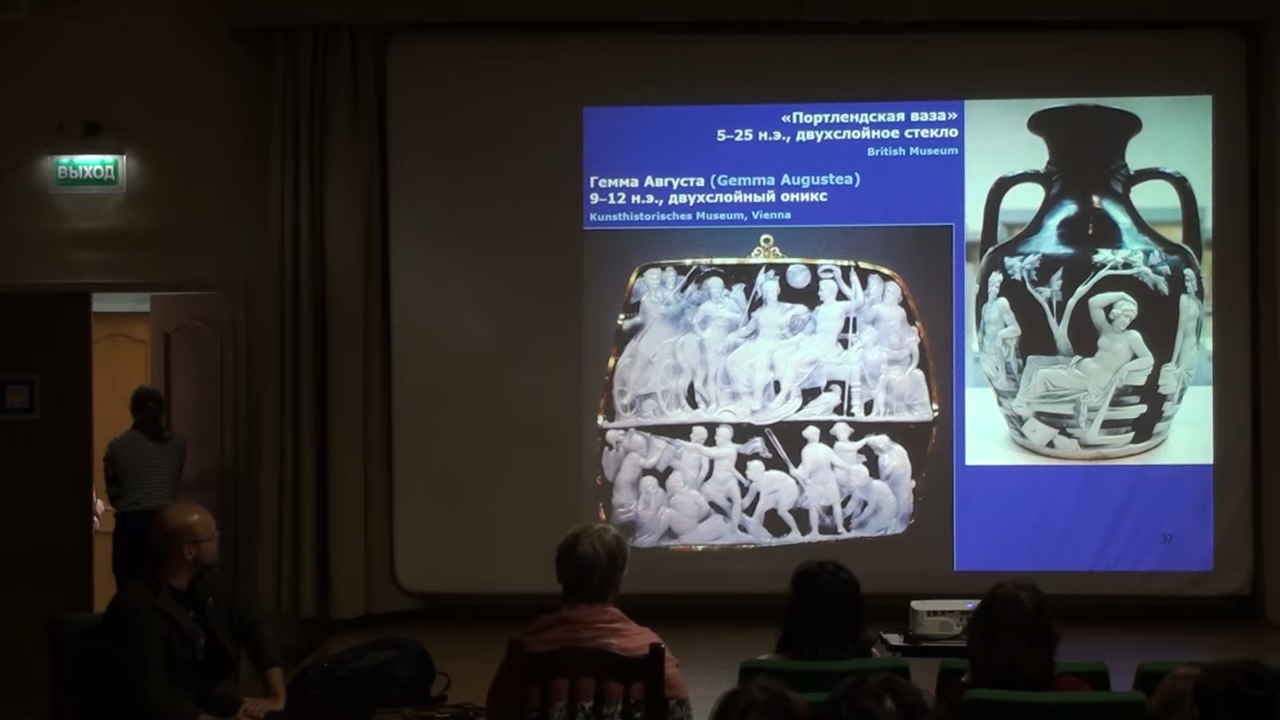 ВЫХОД
«Портлендская ваза»
5–25 н.э., двухслойное стекло
British Museum
Гемма Августа (Gemma Augustea)
9–12 н.э., двухслойный оникс
Kunsthistorisches Museum, Vienna
37